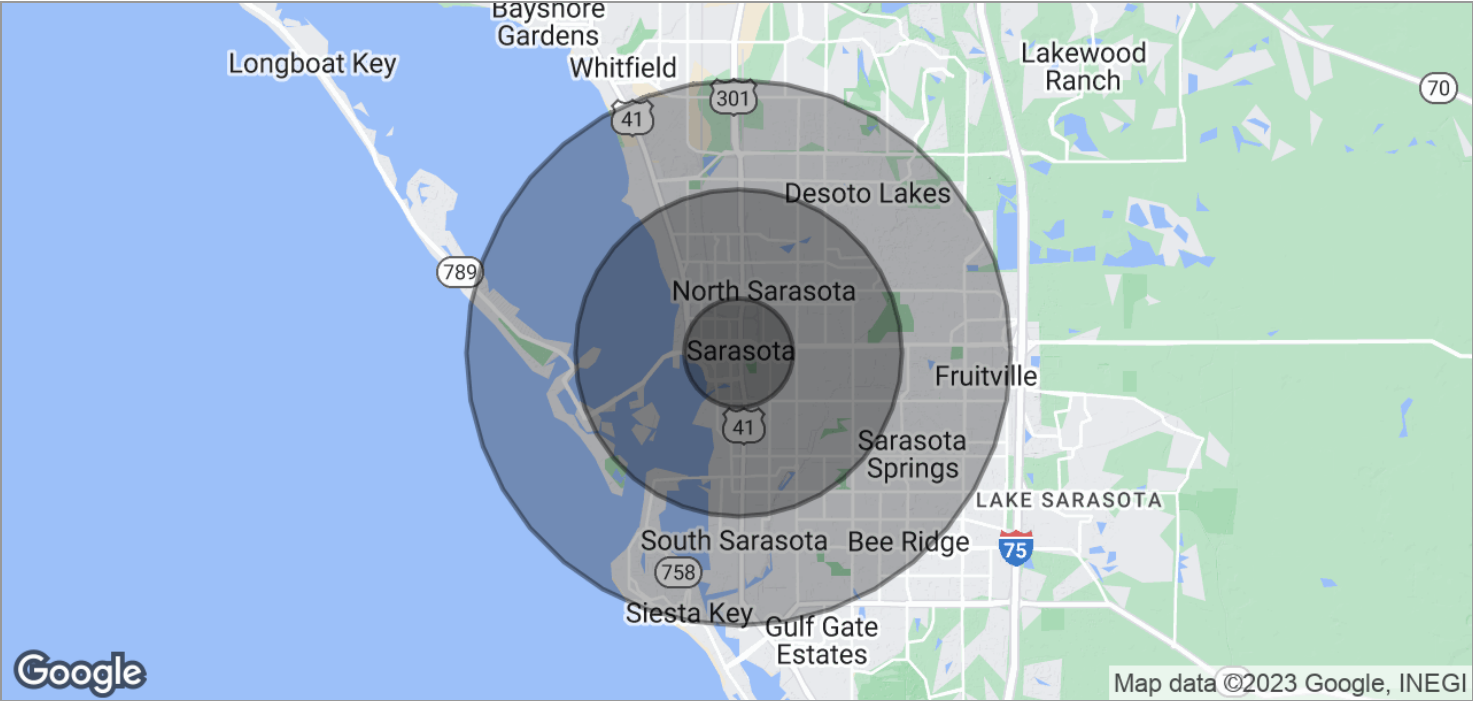 Bayshore
Gardens
Longboat Key
Whitfield
Lakewood
Ranch
70
301
41
Desoto Lakes
789
North Sarasota
Sarasota
Fruitville
41
Sarasota
Springs
LAKE SARASOTA
South Sarasota
Bee Ridge
75
758
Siesta Key
Gulf Gate
Estates
Google
Map data ©2023 Google, INEGI